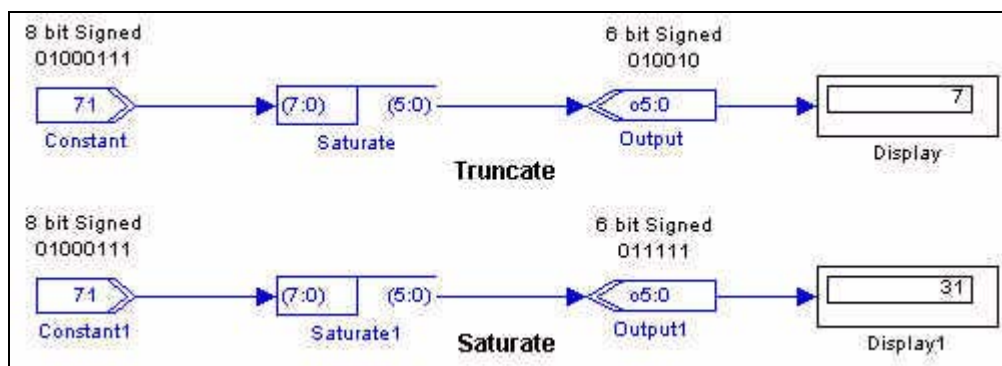 8 bit Signed
01000111
71
Constant
(7:0) (5:0)
Saturate
6 bit Signed
010010
o5:0
Output
7
Display
Truncate
8 bit Signed
01000111
71
Constant1
(7:0) (5:0)
Saturate1
6 bit Signed
011111
o5:0
Output1
31
Display1
Saturate